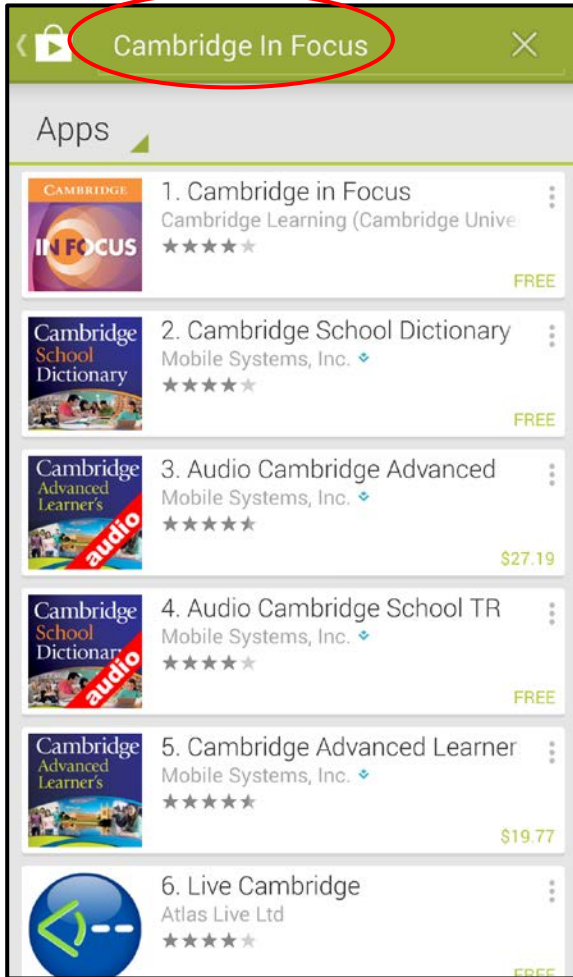 Cambridge In Focus
Apps
CAMBRIDGE
IN FOCUS
1. Cambridge in Focus
Cambridge Learning (Cambridge Unive
FREE
Cambridge
School
Dictionary
2. Cambridge School Dictionary
Mobile Systems, Inc.
FREE
Cambridge
Advanced
Learner's
audio
3. Audio Cambridge Advanced
Mobile Systems, Inc.
$27.19
Cambridge
School
Dictionary
audio
4. Audio Cambridge School TR
Mobile Systems, Inc.
FREE
Cambridge
Advanced
Learner's
5. Cambridge Advanced Learner
Mobile Systems, Inc.
$19.77
6. Live Cambridge
Atlas Live Ltd
FREE